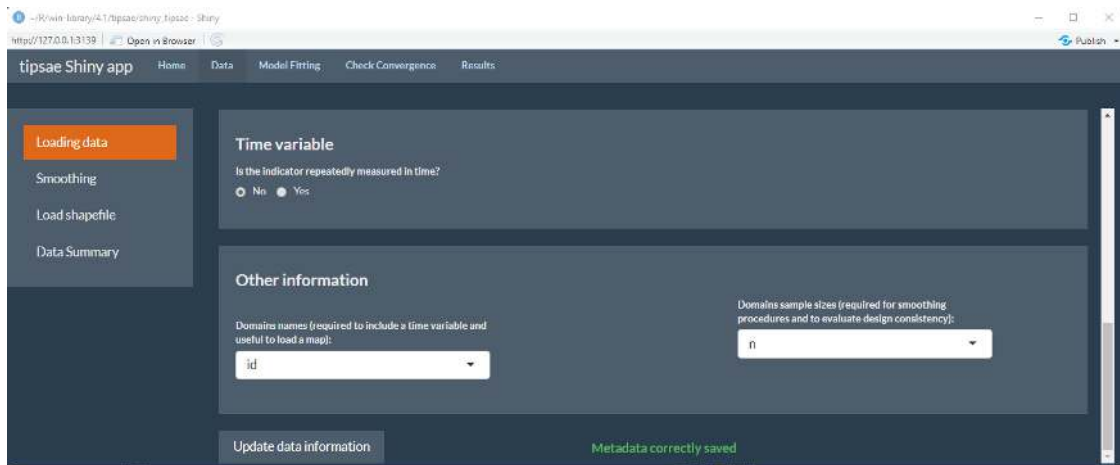 ~/R/win-library/4.1/tipsae/shiny_tipsae - Shiny
http://127.0.0.1:3139 Open in Browser Publish
tipsae Shiny app Home Data Model Fitting Check Convergence Results
Loading data
Smoothing
Load shapefile
Data Summary
Time variable
Is the indicator repeatedly measured in time?
No Yes
Other information
Domains names (required to include a time variable and
useful to load a map):
id
Domains sample sizes (required for smoothing
procedures and to evaluate design consistency):
n
Update data information
Metadata correctly saved